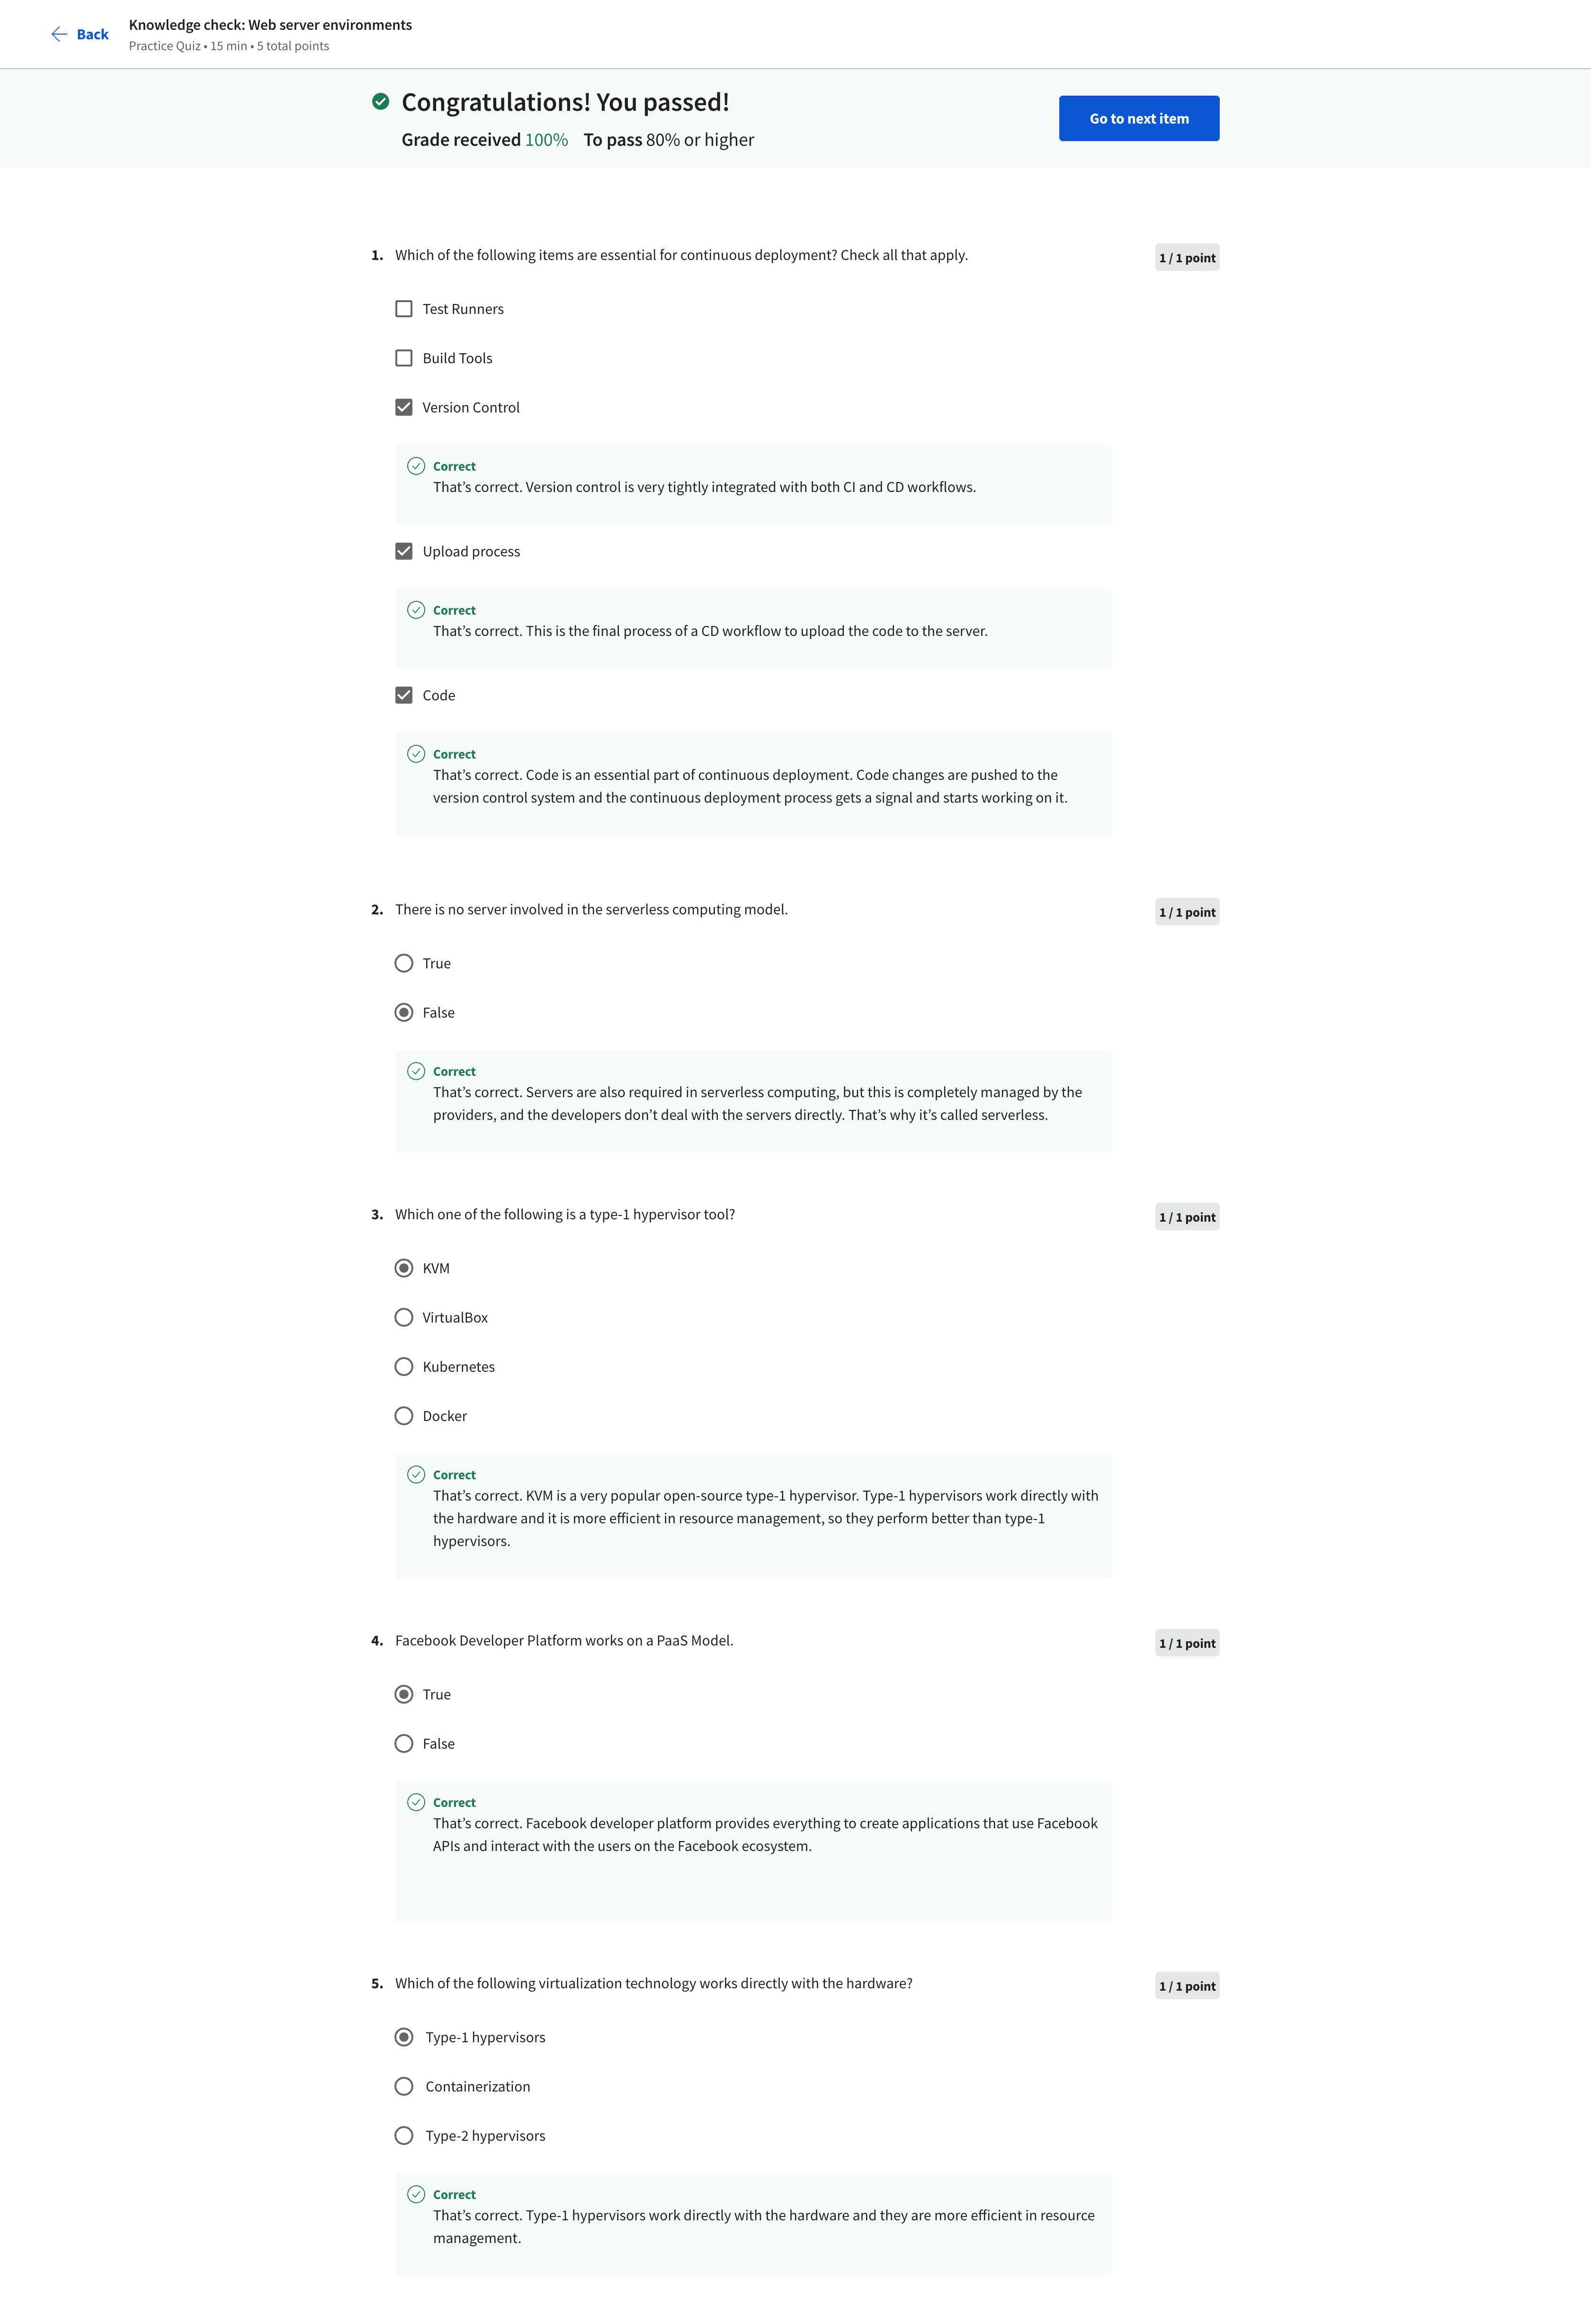 Back
Knowledge check: Web server environments
Practice Quiz • 15 min • 5 total points
Congratulations! You passed!
Grade received 100% To pass 80% or higher
Go to next item
1. Which of the following items are essential for continuous deployment? Check all that apply.
1 / 1 point
Test Runners
Build Tools
Version Control
Correct
That’s correct. Version control is very tightly integrated with both CI and CD workflows.
Upload process
Correct
That’s correct. This is the final process of a CD workflow to upload the code to the server.
Code
Correct
That’s correct. Code is an essential part of continuous deployment. Code changes are pushed to the
version control system and the continuous deployment process gets a signal and starts working on it.
2. There is no server involved in the serverless computing model.
1 / 1 point
True
False
Correct
That’s correct. Servers are also required in serverless computing, but this is completely managed by the
providers, and the developers don’t deal with the servers directly. That’s why it’s called serverless.
3. Which one of the following is a type-1 hypervisor tool?
1 / 1 point
KVM
VirtualBox
Kubernetes
Docker
Correct
That’s correct. KVM is a very popular open-source type-1 hypervisor. Type-1 hypervisors work directly with
the hardware and it is more efficient in resource management, so they perform better than type-1
hypervisors.
4. Facebook Developer Platform works on a PaaS Model.
1 / 1 point
True
False
Correct
That’s correct. Facebook developer platform provides everything to create applications that use Facebook
APIs and interact with the users on the Facebook ecosystem.
5. Which of the following virtualization technology works directly with the hardware?
1 / 1 point
Type-1 hypervisors
Containerization
Type-2 hypervisors
Correct
That’s correct. Type-1 hypervisors work directly with the hardware and they are more efficient in resource
management.